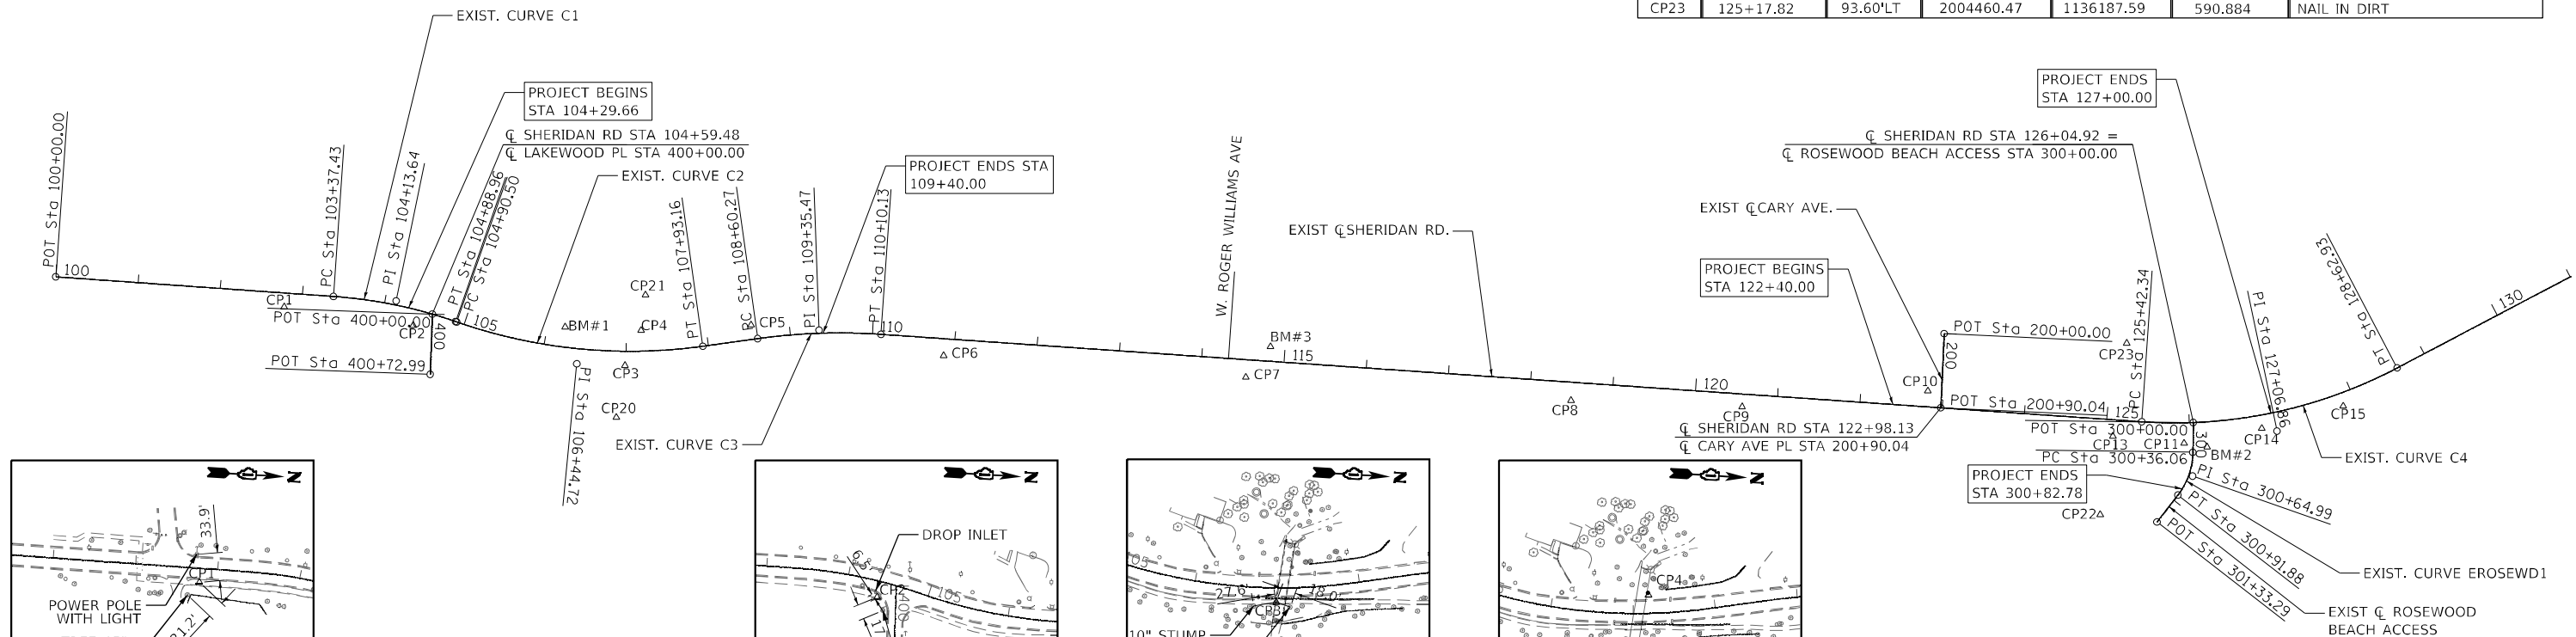 CP23 125+17.82 93.60'LT 2004460.47 1136187.59 590.884 NAIL IN DIRT
EXIST. CURVE C1
PROJECT BEGINS
STA 104+29.66
℄ SHERIDAN RD STA 104+59.48
℄ LAKEWOOD PL STA 400+00.00
EXIST. CURVE C2
POT Sta 100+00.00
100
PC Sta 103+37.43
PI Sta 104+13.64
PT Sta 104+88.96
PC Sta 104+90.50
CP1
POT Sta 400+00.00
CP2
400
105
POT Sta 400+72.99
BM#1
CP21
CP4
CP3
CP20
PI Sta 106+44.72
PT Sta 107+93.16
PC Sta 108+60.27
CP5
PI Sta 109+35.47
PT Sta 110+10.13
PROJECT ENDS STA
109+40.00
110
CP6
EXIST. CURVE C3
W. ROGER WILLIAMS AVE
BM#3
115
CP7
EXIST ℄ SHERIDAN RD.
CP8
120
CP9
EXIST ℄ CARY AVE.
PROJECT BEGINS
STA 122+40.00
℄ SHERIDAN RD STA 122+98.13
℄ CARY AVE PL STA 200+90.04
CP10
POT Sta 200+00.00
200
POT Sta 200+90.04
PROJECT ENDS
STA 127+00.00
℄ SHERIDAN RD STA 126+04.92 =
℄ ROSEWOOD BEACH ACCESS STA 300+00.00
CP23
PC Sta 125+42.34
125
POT Sta 300+00.00
CP13
CP11
PC Sta 300+36.06
300
BM#2
CP14
PI Sta 127+06.86
PT Sta 128+62.93
130
CP15
EXIST. CURVE C4
PROJECT ENDS
STA 300+82.78
CP22
PI Sta 300+64.99
PT Sta 300+91.88
POT Sta 301+33.29
EXIST. CURVE EROSEWD1
EXIST ℄ ROSEWOOD
BEACH ACCESS
N
33.9'
CP1
POWER POLE
WITH LIGHT
21.2'
N
DROP INLET
6.5'
CP2
105
400
N
CP3
10" STUMP
N
CP4